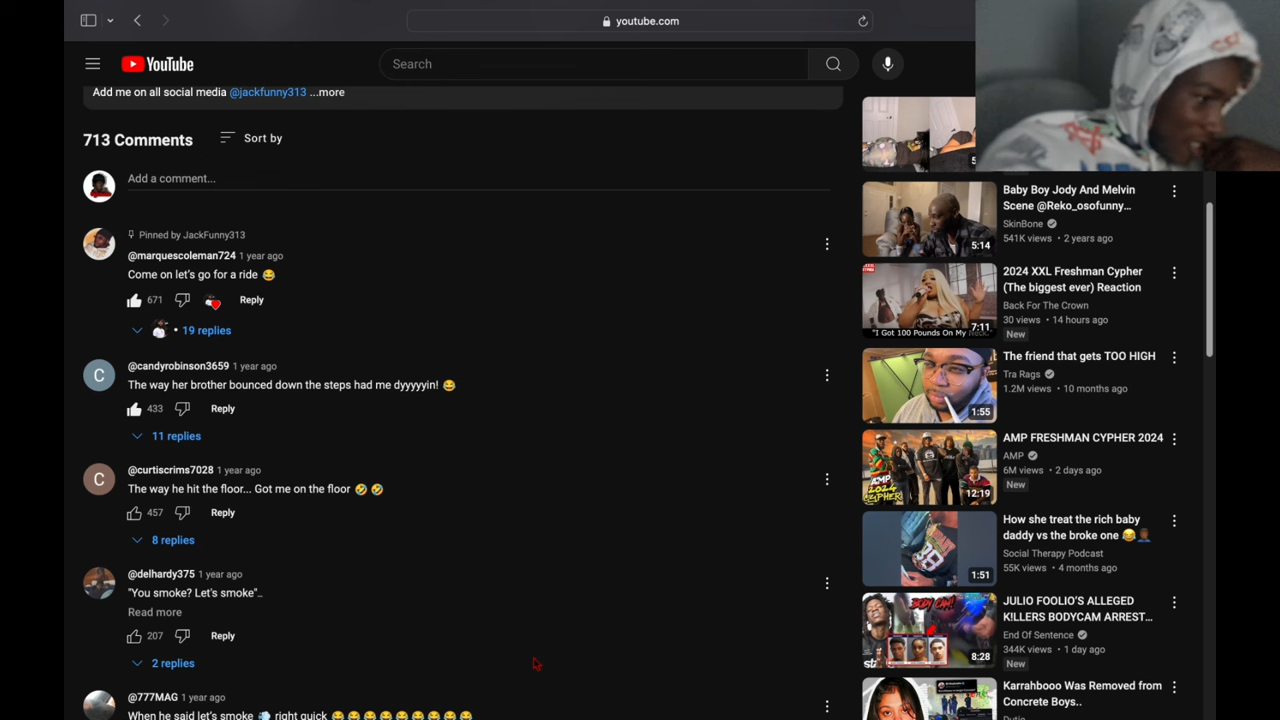 youtube.com
YouTube
Search
Add me on all social media @jackfunny313 ...more
713 Comments
Sort by
Add a comment...
Pinned by JackFunny313
@marquescoleman724 1 year ago
Come on let's go for a ride 😂
671
Reply
• 19 replies
@candyrobinson3659 1 year ago
The way her brother bounced down the steps had me dyyyyyin! 😂
433
Reply
11 replies
@curtiscrims7028 1 year ago
The way he hit the floor... Got me on the floor 🤣 🤣
457
Reply
8 replies
@delhardy375 1 year ago
"You smoke? Let's smoke"..
Read more
207
Reply
2 replies
@777MAG 1 year ago
When he said let's smoke 💨 right quick 😂😂😂😂😂😂😂😂😂
Baby Boy Jody And Melvin
Scene @Reko_osofunny...
SkinBone
541K views • 2 years ago
5:14
2024 XXL Freshman Cypher
(The biggest ever) Reaction
Back For The Crown
30 views • 14 hours ago
New
7:11
"I Got 100 Pounds On My Neck."
The friend that gets TOO HIGH
Tra Rags
1.2M views • 10 months ago
1:55
AMP FRESHMAN CYPHER 2024
AMP
6M views • 2 days ago
New
AMP
2024
CYPHER
12:19
How she treat the rich baby
daddy vs the broke one 😂🤦🏾‍♂️
Social Therapy Podcast
55K views • 4 months ago
1:51
JULIO FOOLIO'S ALLEGED
K!LLERS BODYCAM ARREST...
End Of Sentence
344K views • 1 day ago
New
BODY CAM!
8:28
Karrahbooo Was Removed from
Concrete Boys..